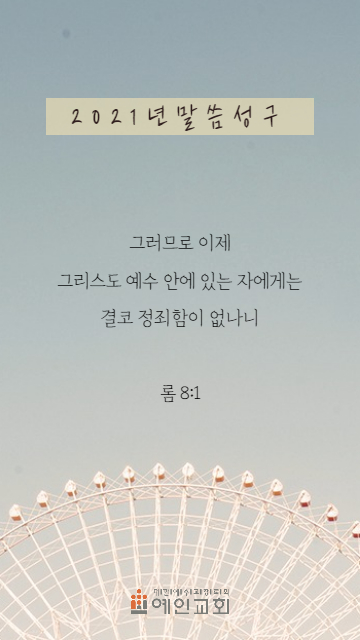 2021년말씀성구
그러므로 이제
그리스도 예수 안에 있는 자에게는
결코 정죄함이 없나니
롬 8:1
예인교회